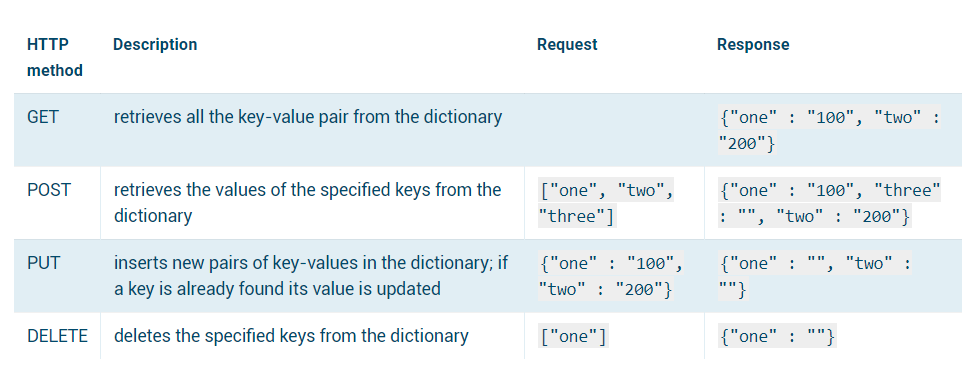 HTTP method Description Request Response
GET retrieves all the key-value pair from the dictionary {"one" : "100", "two" : "200"}
POST retrieves the values of the specified keys from the dictionary ["one", "two", "three"] {"one" : "100", "three" : "", "two" : "200"}
PUT inserts new pairs of key-values in the dictionary; if a key is already found its value is updated {"one" : "100", "two" : "200"} {"one" : "", "two" : ""}
DELETE deletes the specified keys from the dictionary ["one"] {"one" : ""}